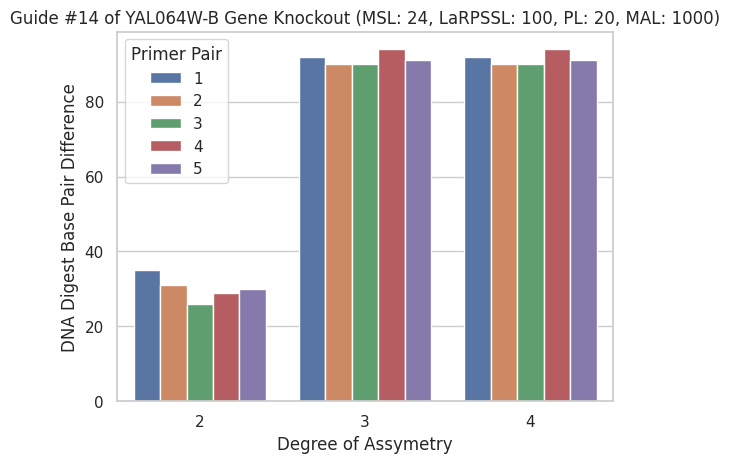 Guide #14 of YAL064W-B Gene Knockout (MSL: 24, LaRPSSL: 100, PL: 20, MAL: 1000)
Primer Pair
1
2
3
4
5
DNA Digest Base Pair Difference
80
60
40
20
0
2 3 4
Degree of Assymetry